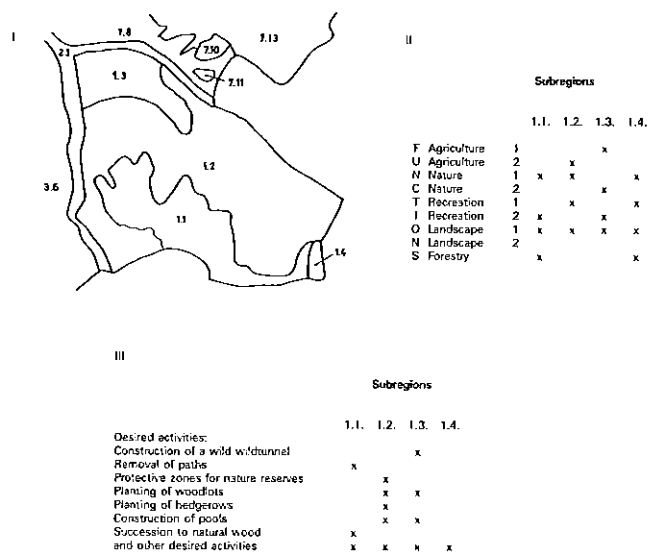 I
7.8
7.13
II
2.1
7.10
1.3
7.11
Subregions
1.1. 1.2. 1.3. 1.4.
F Agriculture 1 x
U Agriculture 2 x
N Nature 1 x x x
C Nature 2 x
T Recreation 1 x x
I Recreation 2 x x
O Landscape 1 x x x x
N Landscape 2
S Forestry x x
1.2
3.6
1.1
1.4
III
Subregions
1.1. 1.2. 1.3. 1.4.
Desired activities:
Construction of a wild wildtunnel x
Removal of paths x
Protective zones for nature reserves x
Planting of woodlots x x
Planting of hedgerows x
Construction of pools x x
Succession to natural wood x
and other desired activities x x x x